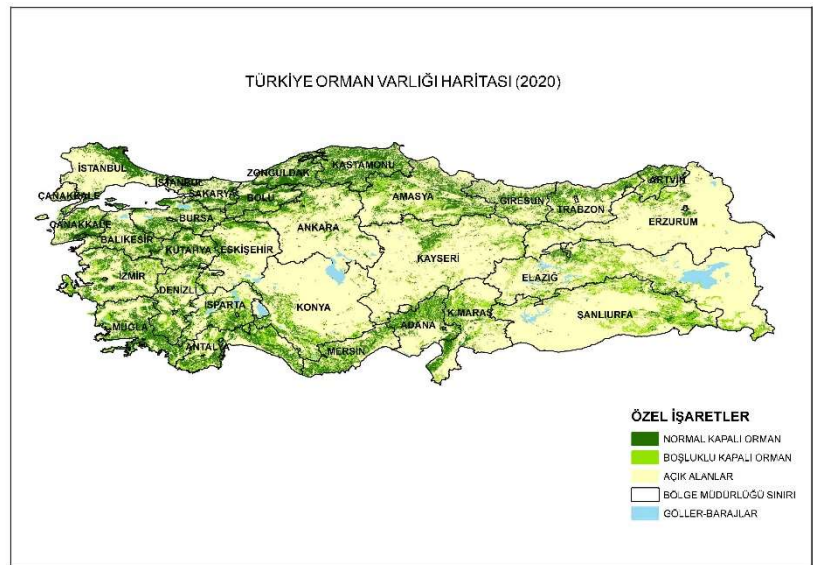 TÜRKİYE ORMAN VARLIĞI HARİTASI (2020)
İSTANBUL
İSTANBUL
ZONGULDAK
KASTAMONU
ARTVİN
ÇANAKKALE
SAKARYA
BOLU
AMASYA
GİRESUN
TRABZON
ERZURUM
ÇANAKKALE
BURSA
ANKARA
BALIKESİR
KÜTAHYA
ESKİŞEHİR
KAYSERİ
İZMİR
ELAZIĞ
DENİZLİ
ISPARTA
KONYA
K.MARAŞ
ŞANLIURFA
MUĞLA
ADANA
ANTALYA
MERSİN
ÖZEL İŞARETLER
NORMAL KAPALI ORMAN
BOŞLUKLU KAPALI ORMAN
AÇIK ALANLAR
BÖLGE MÜDÜRLÜĞÜ SINIRI
GÖLLER-BARAJLAR